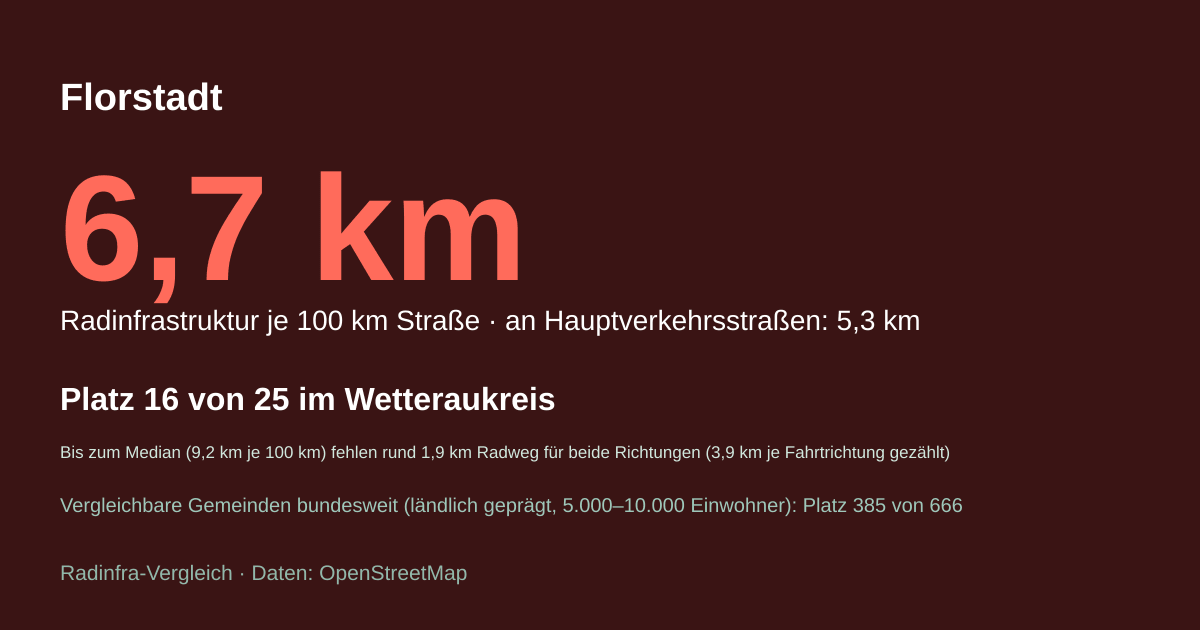 Florstadt
6,7 km
Radinfrastruktur je 100 km Straße · an Hauptverkehrsstraßen: 5,3 km
Platz 16 von 25 im Wetteraukreis
Bis zum Median (9,2 km je 100 km) fehlen rund 1,9 km Radweg für beide Richtungen (3,9 km je Fahrtrichtung gezählt)
Vergleichbare Gemeinden bundesweit (ländlich geprägt, 5.000–10.000 Einwohner): Platz 385 von 666
Radinfra-Vergleich · Daten: OpenStreetMap